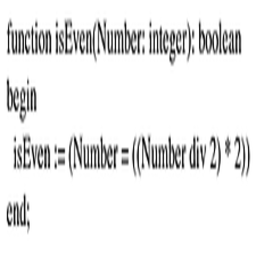 function isEven(Number: integer): boolean
begin
isEven := (Number = ((Number div 2) * 2))
end;